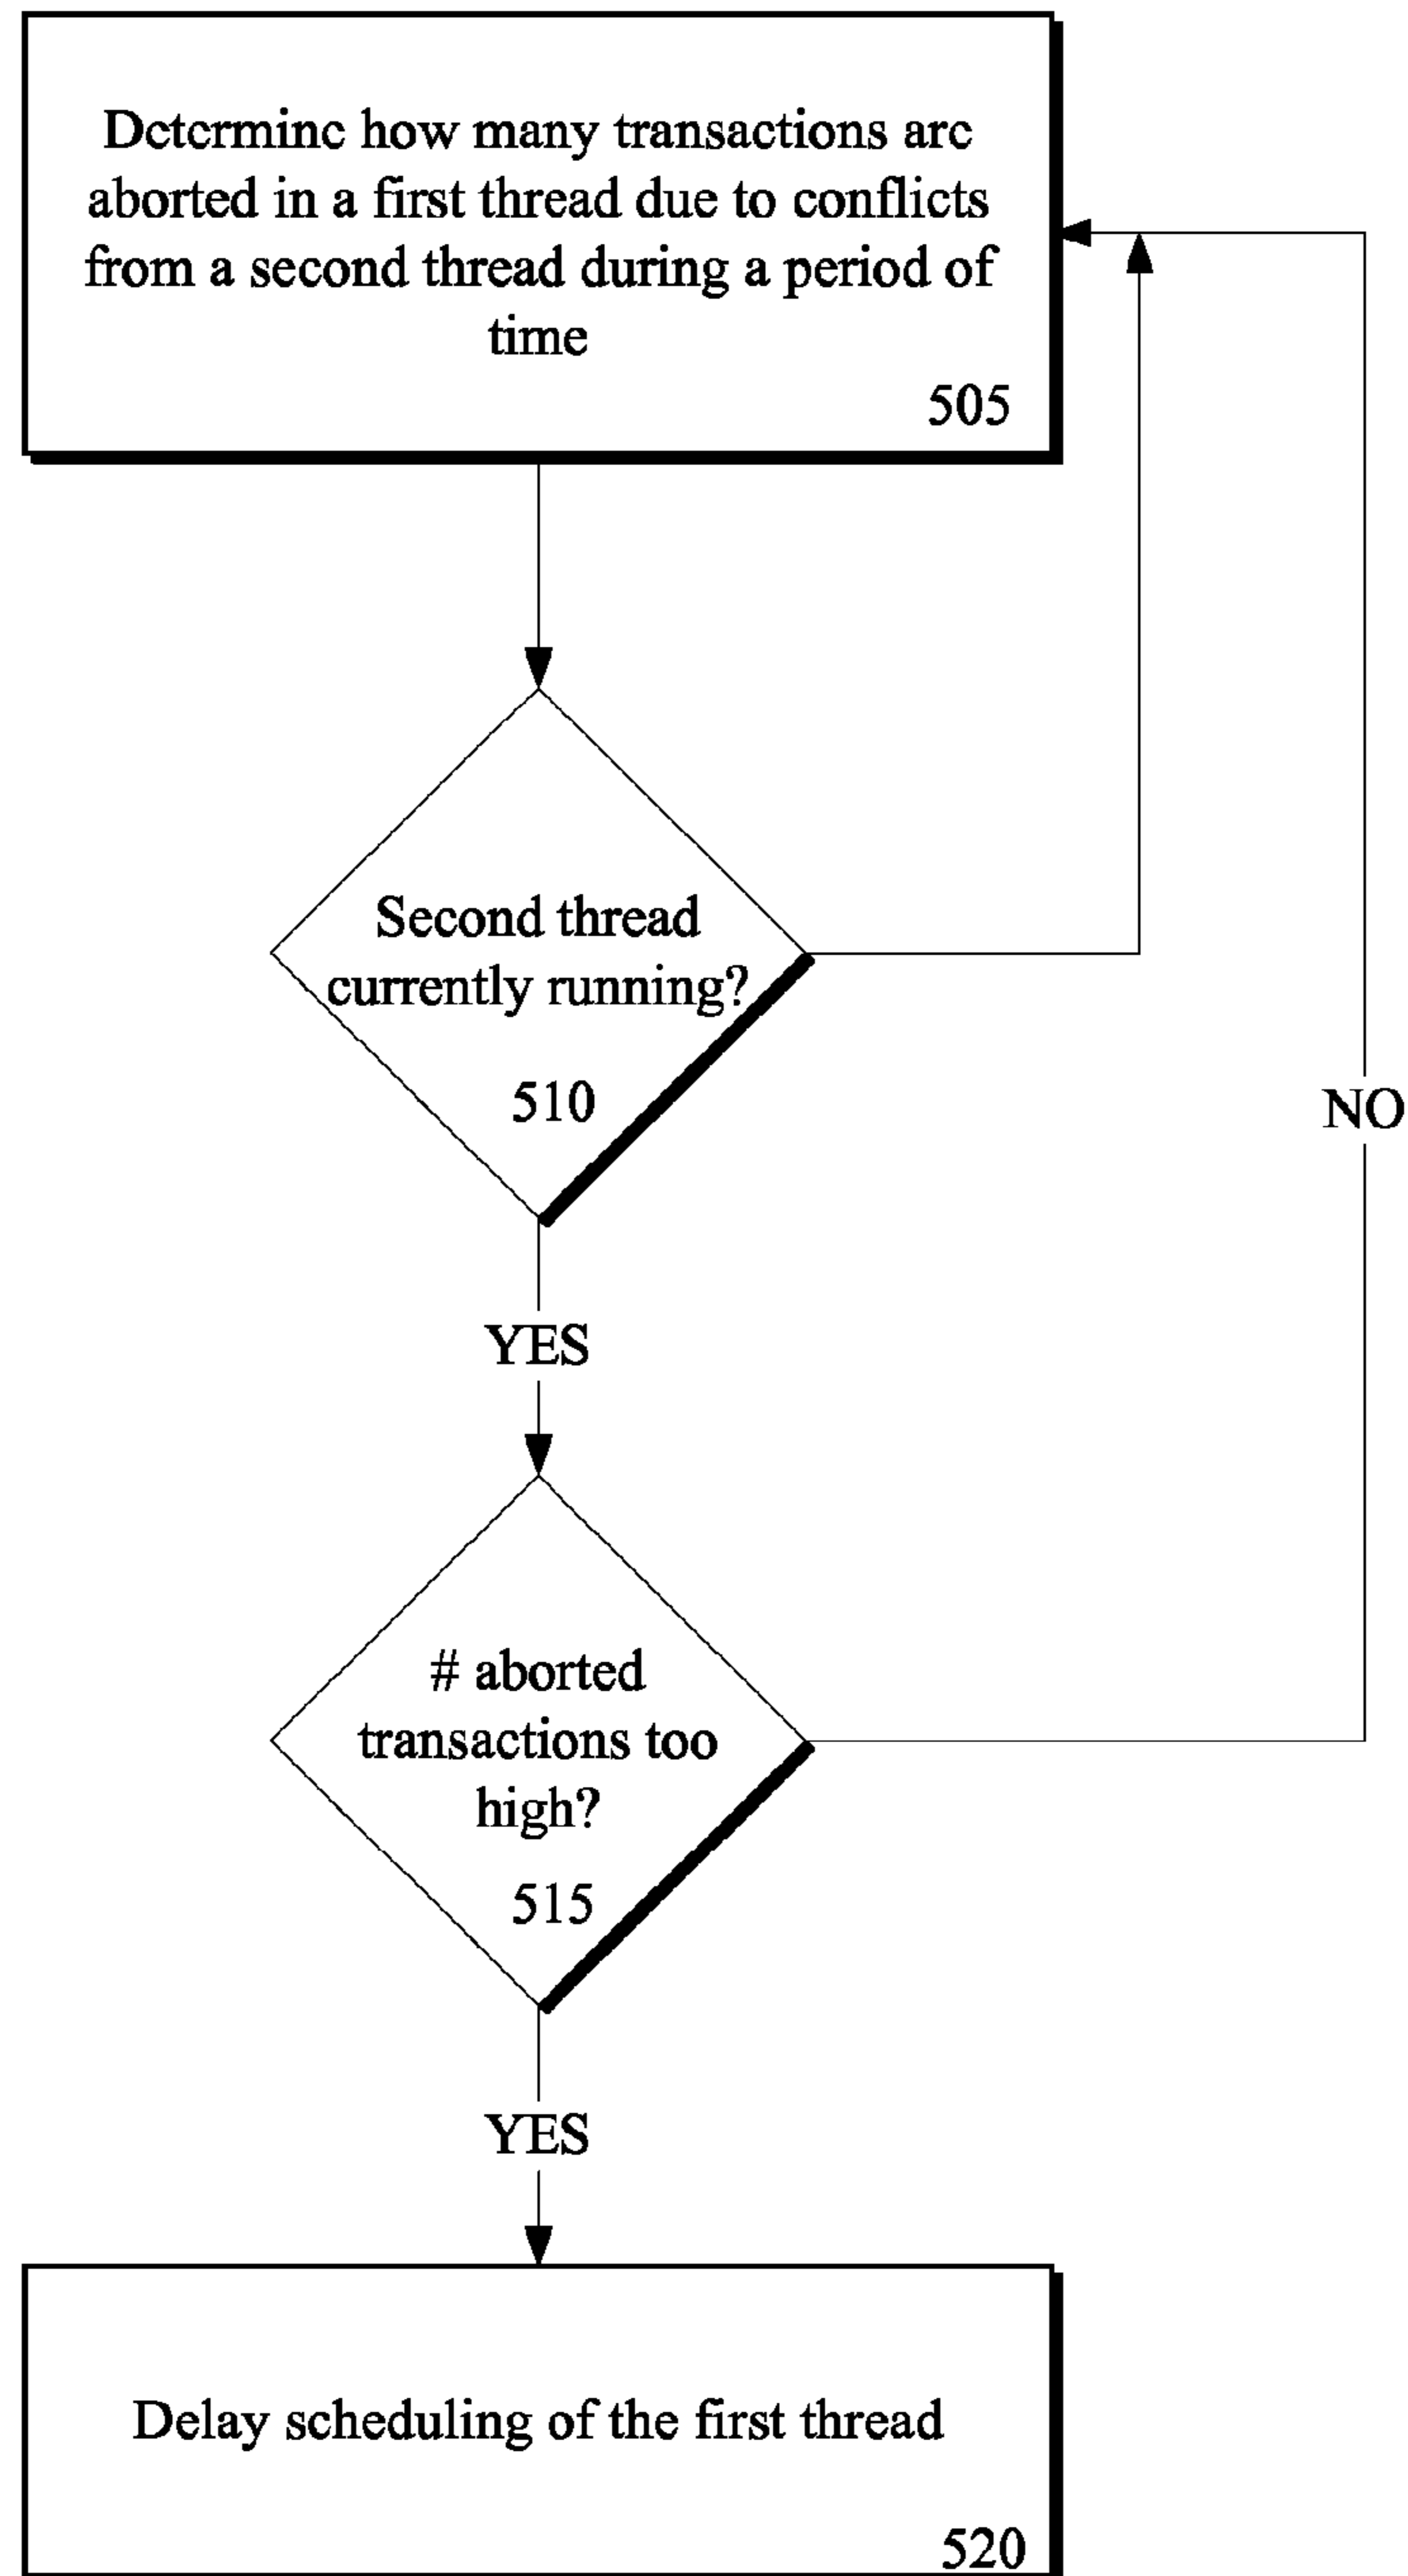 Determine how many transactions are
aborted in a first thread due to conflicts
from a second thread during a period of
time
505
Second thread
currently running?
510
NO
YES
# aborted
transactions too
high?
515
YES
Delay scheduling of the first thread
520